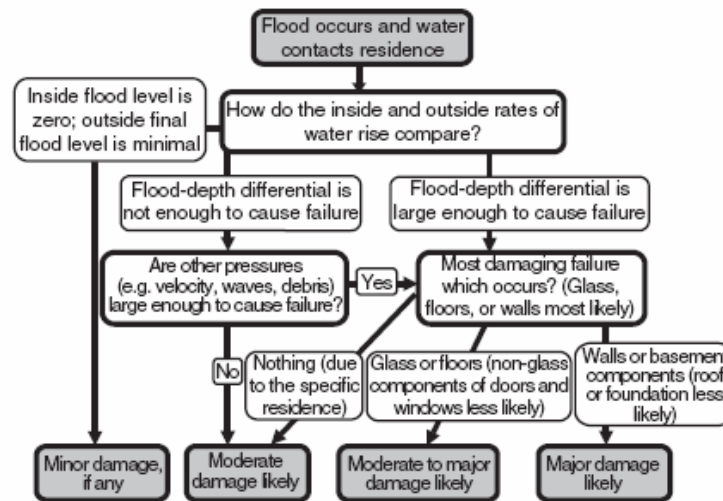 Flood occurs and water
contacts residence
Inside flood level is
zero; outside final
flood level is minimal
How do the inside and outside rates of
water rise compare?
Flood-depth differential is
not enough to cause failure
Flood-depth differential is
large enough to cause failure
Are other pressures
(e.g. velocity, waves, debris)
large enough to cause failure?
Yes
Most damaging failure
which occurs? (Glass,
floors, or walls most likely)
No
Nothing (due
to the specific
residence)
Glass or floors (non-glass
components of doors and
windows less likely)
Walls or basement
components (roof
or foundation less
likely)
Minor damage,
if any
Moderate
damage likely
Moderate to major
damage likely
Major damage
likely